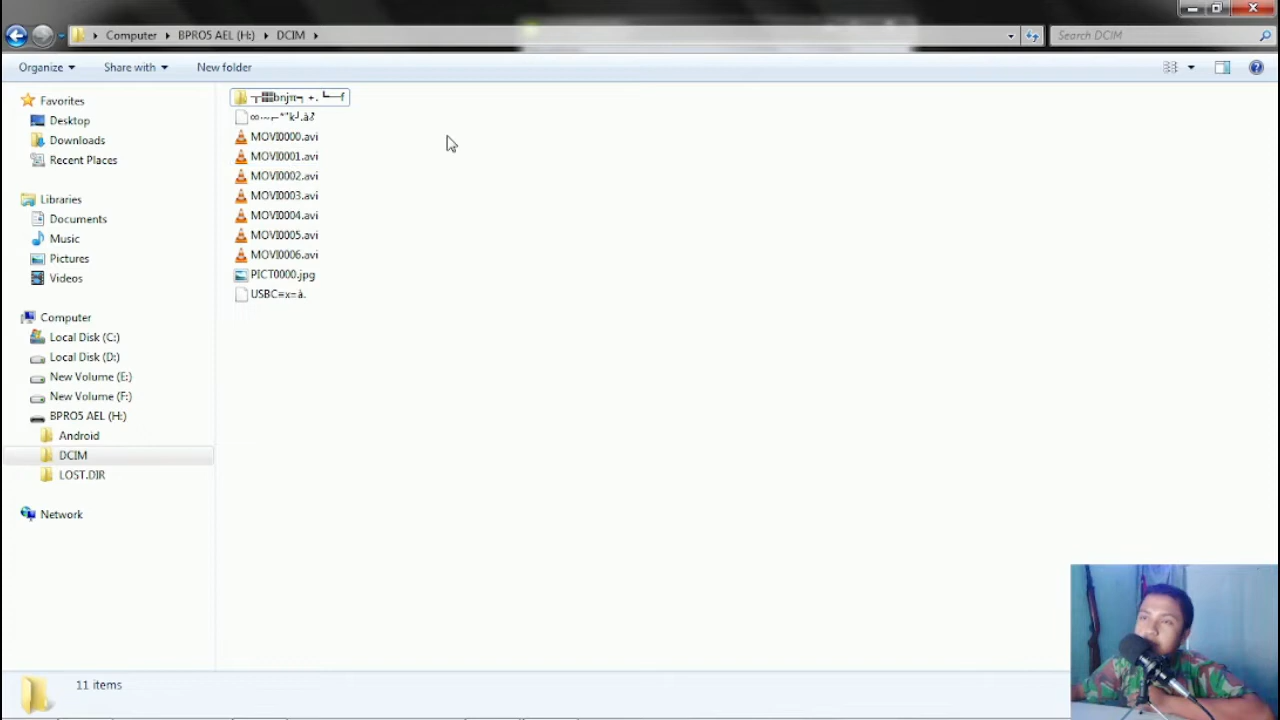 Computer BPRO5 AEL (H:) DCIM
Search DCIM
Organize Share with New folder
Favorites
Desktop
Downloads
Recent Places
Libraries
Documents
Music
Pictures
Videos
Computer
Local Disk (C:)
Local Disk (D:)
New Volume (E:)
New Volume (F:)
BPRO5 AEL (H:)
Android
DCIM
LOST.DIR
Network
MOVI0000.avi
MOVI0001.avi
MOVI0002.avi
MOVI0003.avi
MOVI0004.avi
MOVI0005.avi
MOVI0006.avi
PICT0000.jpg
USBC≡x=à.
11 items